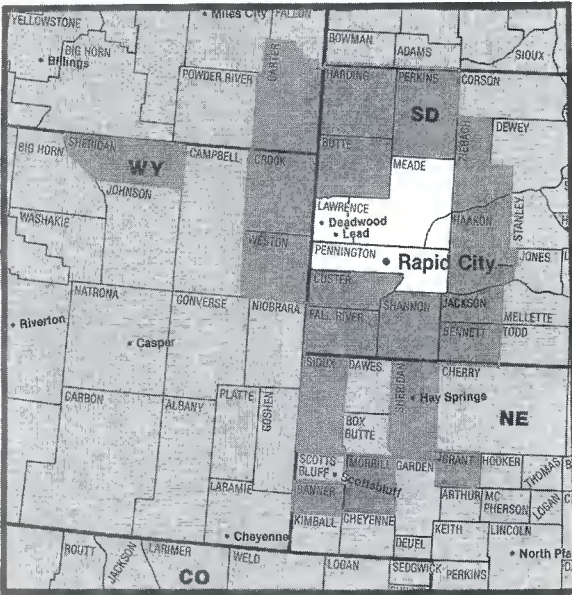 YELLOWSTONE
Miles City
FALLON
BOWMAN
ADAMS
SIOUX
BIG HORN
Billings
POWDER RIVER
CARTER
HARDING
PERKINS
CORSON
SD
DEWEY
BUTTE
ZIEBACH
BIG HORN
SHERIDAN
WY
CAMPBELL
CROOK
MEADE
JOHNSON
LAWRENCE
Deadwood
Lead
HAAKON
STANLEY
WASHAKIE
WESTON
PENNINGTON
Rapid City
JONES
NATRONA
CONVERSE
NIOBRARA
CUSTER
SHANNON
JACKSON
MELLETTE
Riverton
Casper
FALL RIVER
BENNETT
TODD
SIOUX
DAWES
SHERIDAN
CHERRY
Hay Springs
NE
CARBON
ALBANY
PLATTE
GOSHEN
BOX
BUTTE
SCOTTS
BLUFF
Scottsbluff
MORRILL
GARDEN
GRANT
HOOKER
THOMAS
LARAMIE
BANNER
ARTHUR
MC
PHERSON
LOGAN
Cheyenne
KIMBALL
CHEYENNE
KEITH
LINCOLN
DEUEL
North Pla
ROUTT
JACKSON
LARIMER
CO
WELD
LOGAN
SEDGWICK
PERKINS